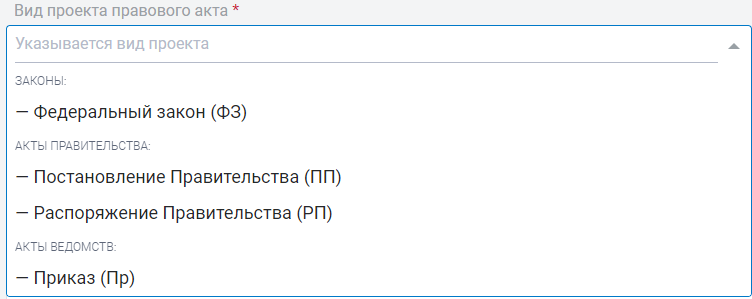 Вид проекта правового акта *
Указывается вид проекта
ЗАКОНЫ:
— Федеральный закон (ФЗ)
АКТЫ ПРАВИТЕЛЬСТВА:
— Постановление Правительства (ПП)
— Распоряжение Правительства (РП)
АКТЫ ВЕДОМСТВ:
— Приказ (Пр)